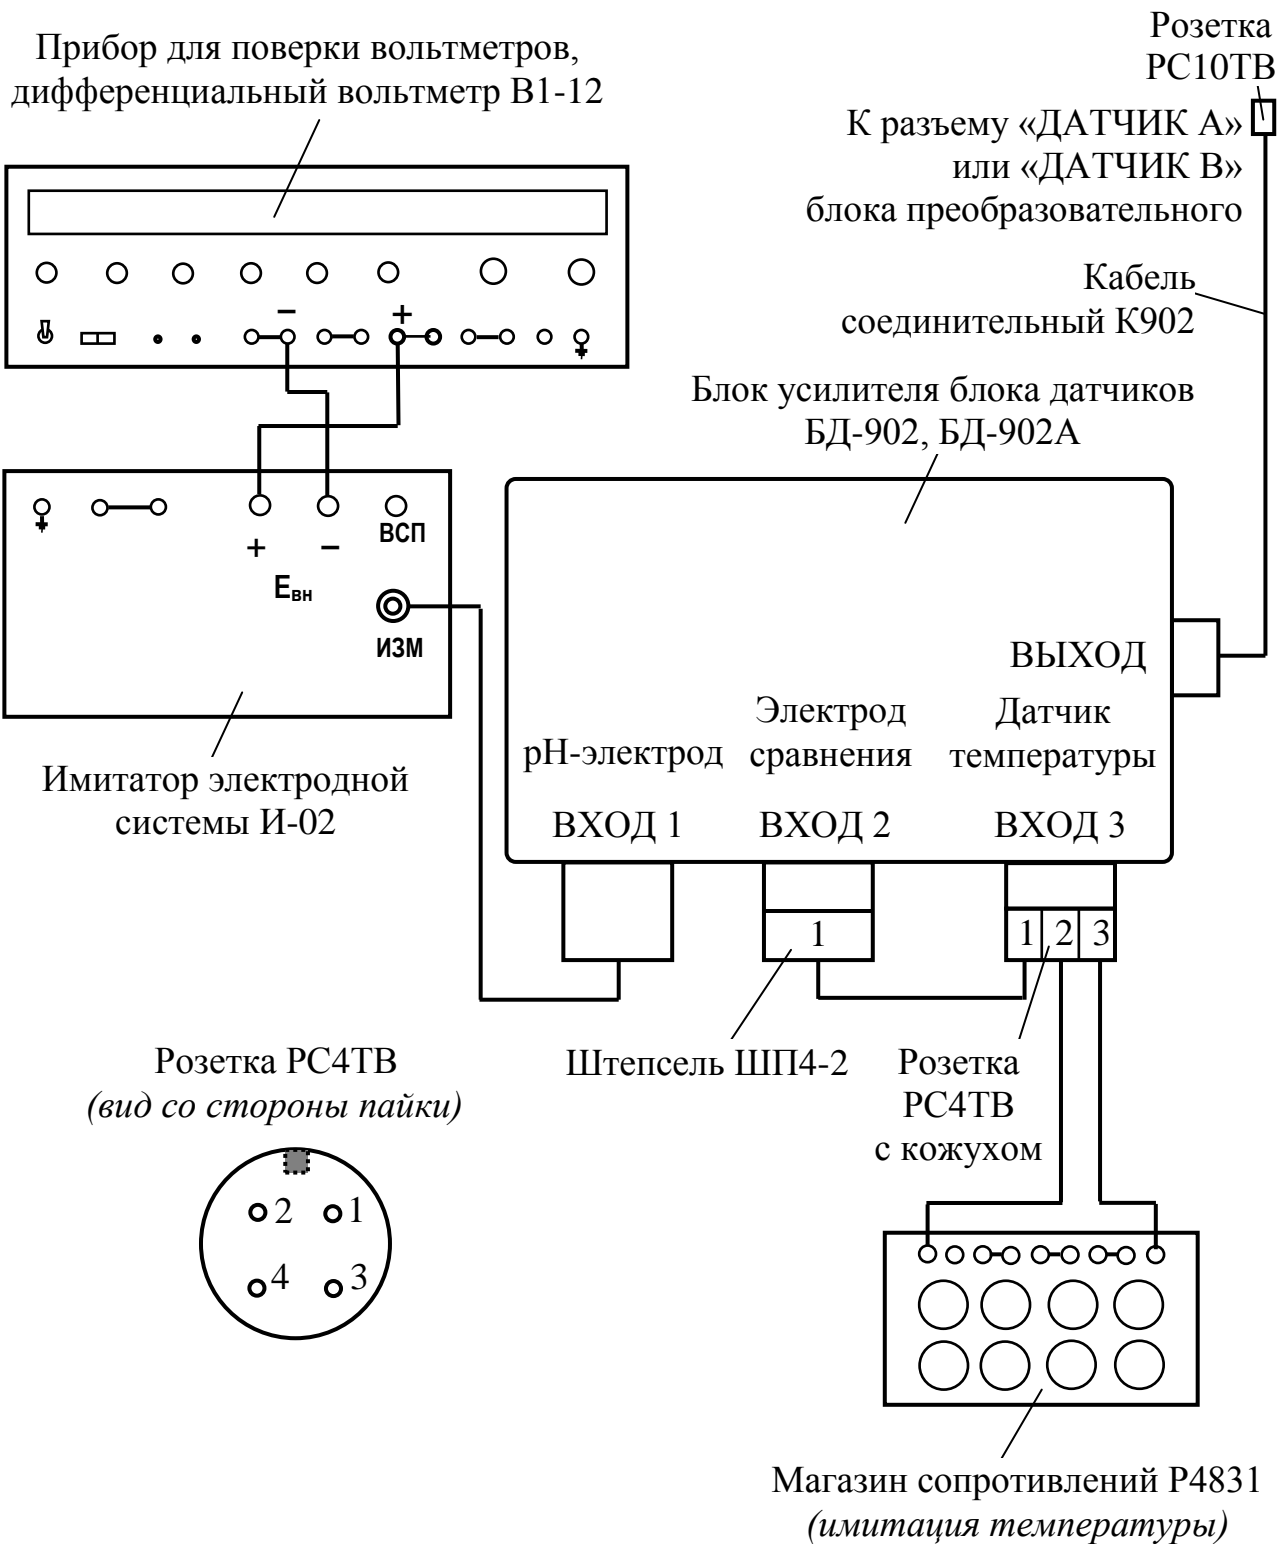 Прибор для поверки вольтметров,
дифференциальный вольтметр В1-12
Розетка
РС10ТВ
К разъему «ДАТЧИК А»
или «ДАТЧИК В»
блока преобразовательного
Кабель
соединительный К902
− +
Блок усилителя блока датчиков
БД-902, БД-902А
ВСП
+ −
Eвн
ИЗМ
Имитатор электродной
системы И-02
ВЫХОД
pH-электрод
Электрод
сравнения
Датчик
температуры
ВХОД 1
ВХОД 2
ВХОД 3
1
1 2 3
Штепсель ШП4-2
Розетка
РС4ТВ
с кожухом
Розетка РС4ТВ
(вид со стороны пайки)
2 1
4 3
Магазин сопротивлений Р4831
(имитация температуры)